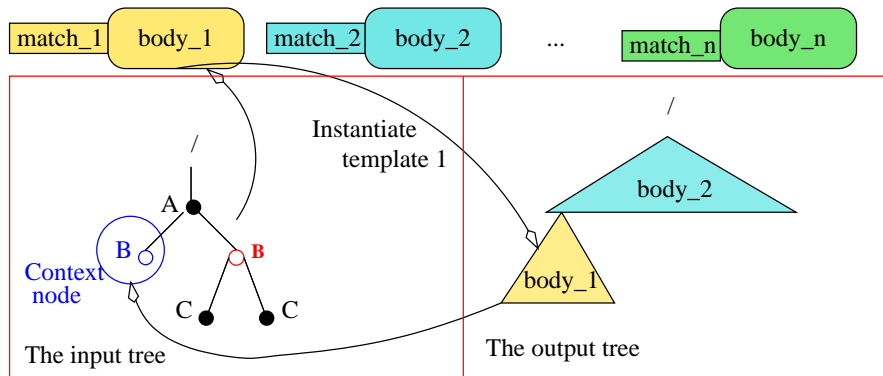 match_1 body_1 match_2 body_2 ... match_n body_n
/
/
Instantiate
template 1
body_2
A
B
B
Context
node
body_1
C C
The input tree
The output tree